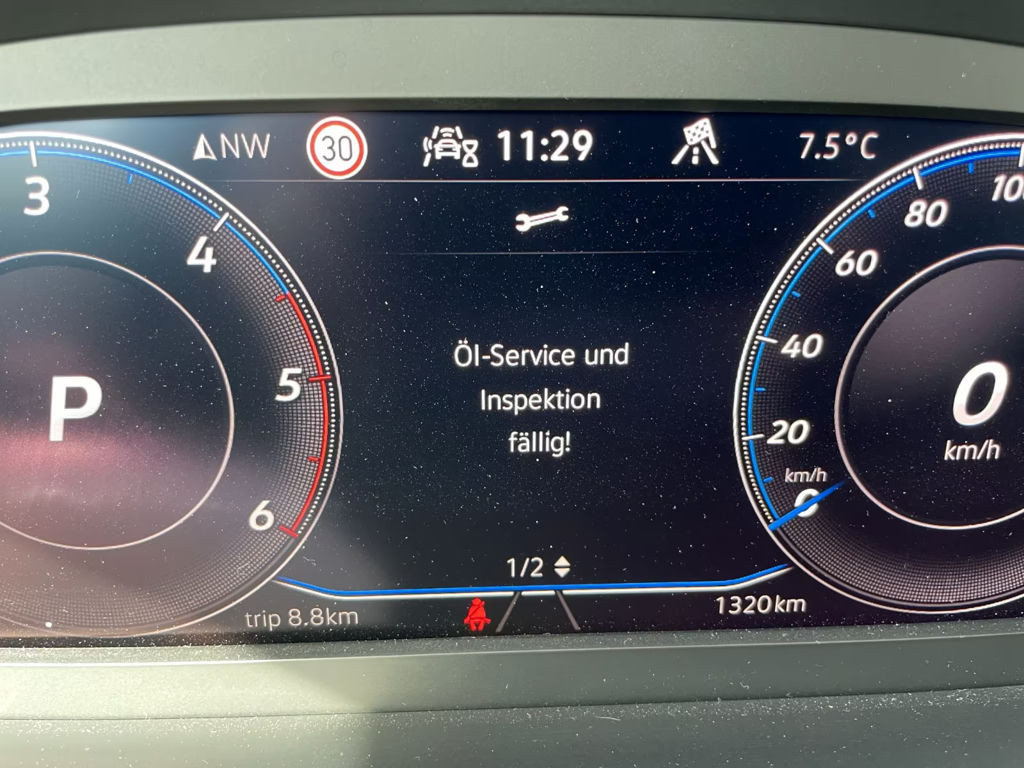 NW 30 11:29 7.5°C
3
4
5
6
P
Öl-Service und
Inspektion
fällig!
1/2
100
80
60
40
20
km/h
0
0
km/h
trip 8.8km
1320km